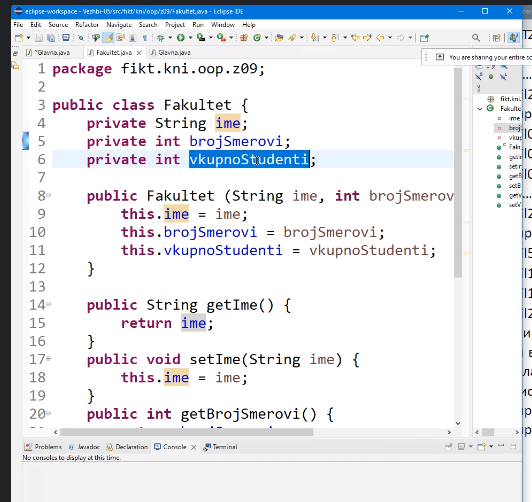 eclipse-workspace - Vezhbi-05/src/fikt/kni/oop/z09/Fakultet.java - Eclipse IDE
File Edit Source Refactor Navigate Search Project Run Window Help
*Glavna.java Fakultet.java Glavna.java
You are sharing your entire sc
1 package fikt.kni.oop.z09;
2
3 public class Fakultet {
4 private String ime;
5 private int brojSmerovi;
6 private int vkupnoStudenti;
7
8 public Fakultet (String ime, int brojSmerov
9 this.ime = ime;
10 this.brojSmerovi = brojSmerovi;
11 this.vkupnoStudenti = vkupnoStudenti;
12 }
13
14 public String getIme() {
15 return ime;
16 }
17 public void setIme(String ime) {
18 this.ime = ime;
19 }
20 public int getBrojSmerovi() {
fikt.kni.
Fakulte
ime
broj
vkup
Faku
getI
setI
getB
setB
getV
setV
Problems Javadoc Declaration Console Terminal
No consoles to display at this time.